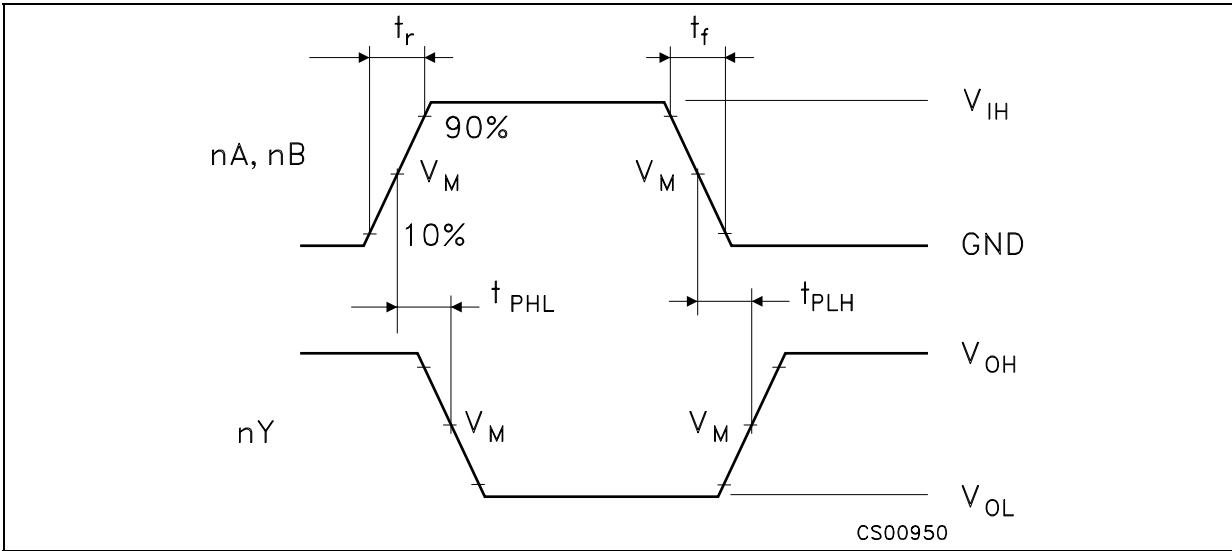 tr
tf
VIH
90%
nA, nB
VM
VM
10%
GND
tPHL
tPLH
VOH
nY
VM
VM
VOL
CS00950